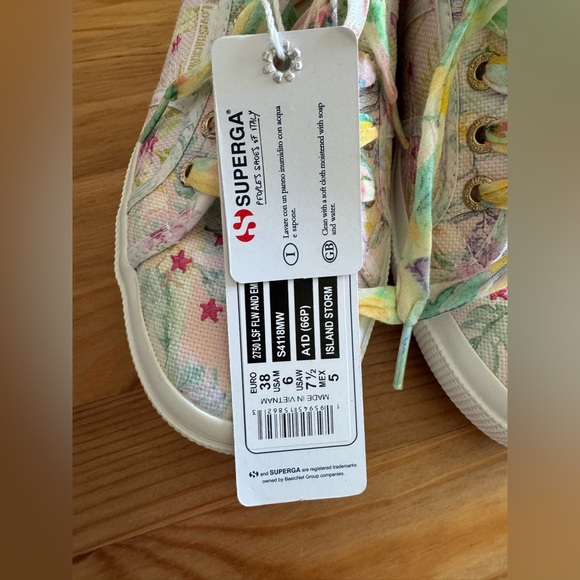 SUPERGA®
PEOPLE'S SHOES OF ITALY
I
Lavare con un panno inumidito con acqua
e sapone.
GB
Clean with a soft cloth moistened with soap
and water.
2750 LSF FLW AND EM
S4118MW
A1D (66P)
ISLAND STORM
EURO 38
USAM 6
USAW 7½
MEX 5
MADE IN VIETNAM
and SUPERGA are registered trademarks
owned by BasicNet Group companies.